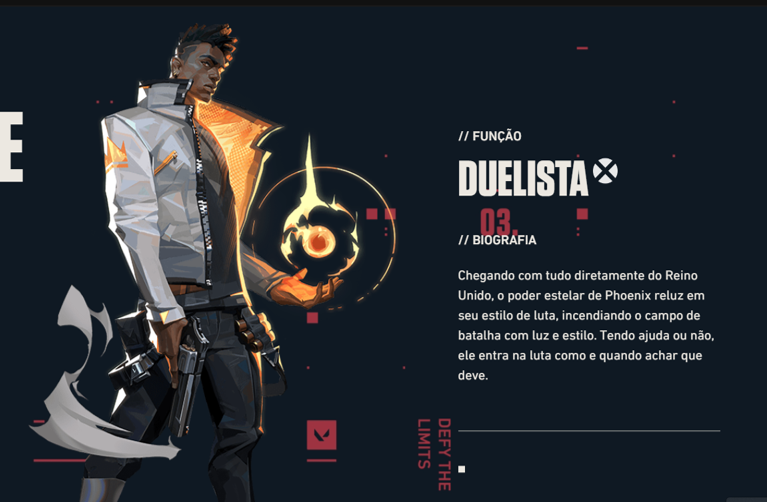 E
// FUNÇÃO
DUELISTA
03.
// BIOGRAFIA
Chegando com tudo diretamente do Reino
Unido, o poder estelar de Phoenix reluz em
seu estilo de luta, incendiando o campo de
batalha com luz e estilo. Tendo ajuda ou não,
ele entra na luta como e quando achar que
deve.
DEFY THE
LIMITS